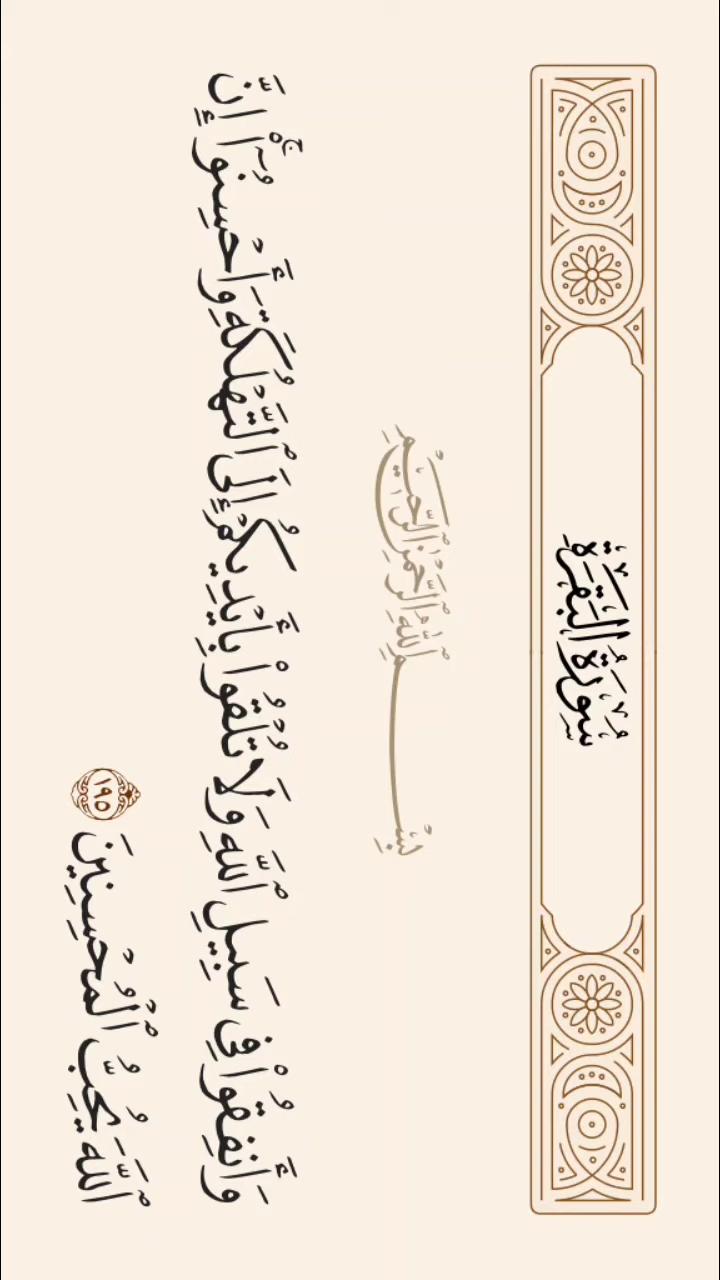 سُورَةُ البَقَرَةِ
بِسْمِ ٱللَّهِ ٱلرَّحْمَٰنِ ٱلرَّحِيمِ
وَأَنفِقُوا۟ فِى سَبِيلِ ٱللَّهِ وَلَا تُلْقُوا۟ بِأَيْدِيكُمْ إِلَى ٱلتَّهْلُكَةِ وَأَحْسِنُوٓا۟ ۛ إِنَّ
ٱللَّهَ يُحِبُّ ٱلْمُحْسِنِينَ ١٩٥